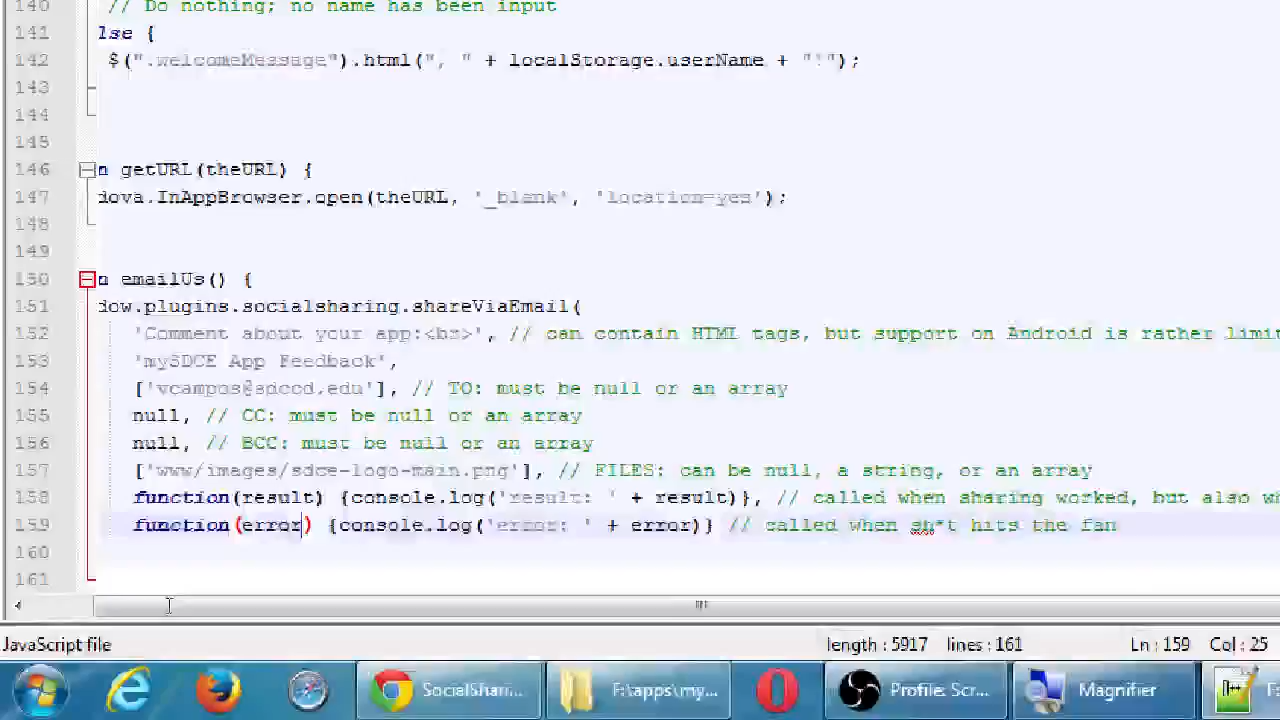 140 // Do nothing; no name has been input
141 lse {
142 $(".welcomeMessage").html(", " + localStorage.userName + "!");
143
144
145
146 n getURL(theURL) {
147 dova.InAppBrowser.open(theURL, '_blank', 'location=yes');
148
149
150 n emailUs() {
151 dow.plugins.socialsharing.shareViaEmail(
152 'Comment about your app:<br>', // can contain HTML tags, but support on Android is rather limit
153 'mySDCE App Feedback',
154 ['vcampos@sdccd.edu'], // TO: must be null or an array
155 null, // CC: must be null or an array
156 null, // BCC: must be null or an array
157 ['www/images/sdce-logo-main.png'], // FILES: can be null, a string, or an array
158 function(result) {console.log('result: ' + result)}, // called when sharing worked, but also wh
159 function(error) {console.log('error: ' + error)} // called when sh*t hits the fan
160
161
JavaScript file length : 5917 lines : 161 Ln : 159 Col : 25
SocialShari... F:\apps\my... Profile: Scr... Magnifier